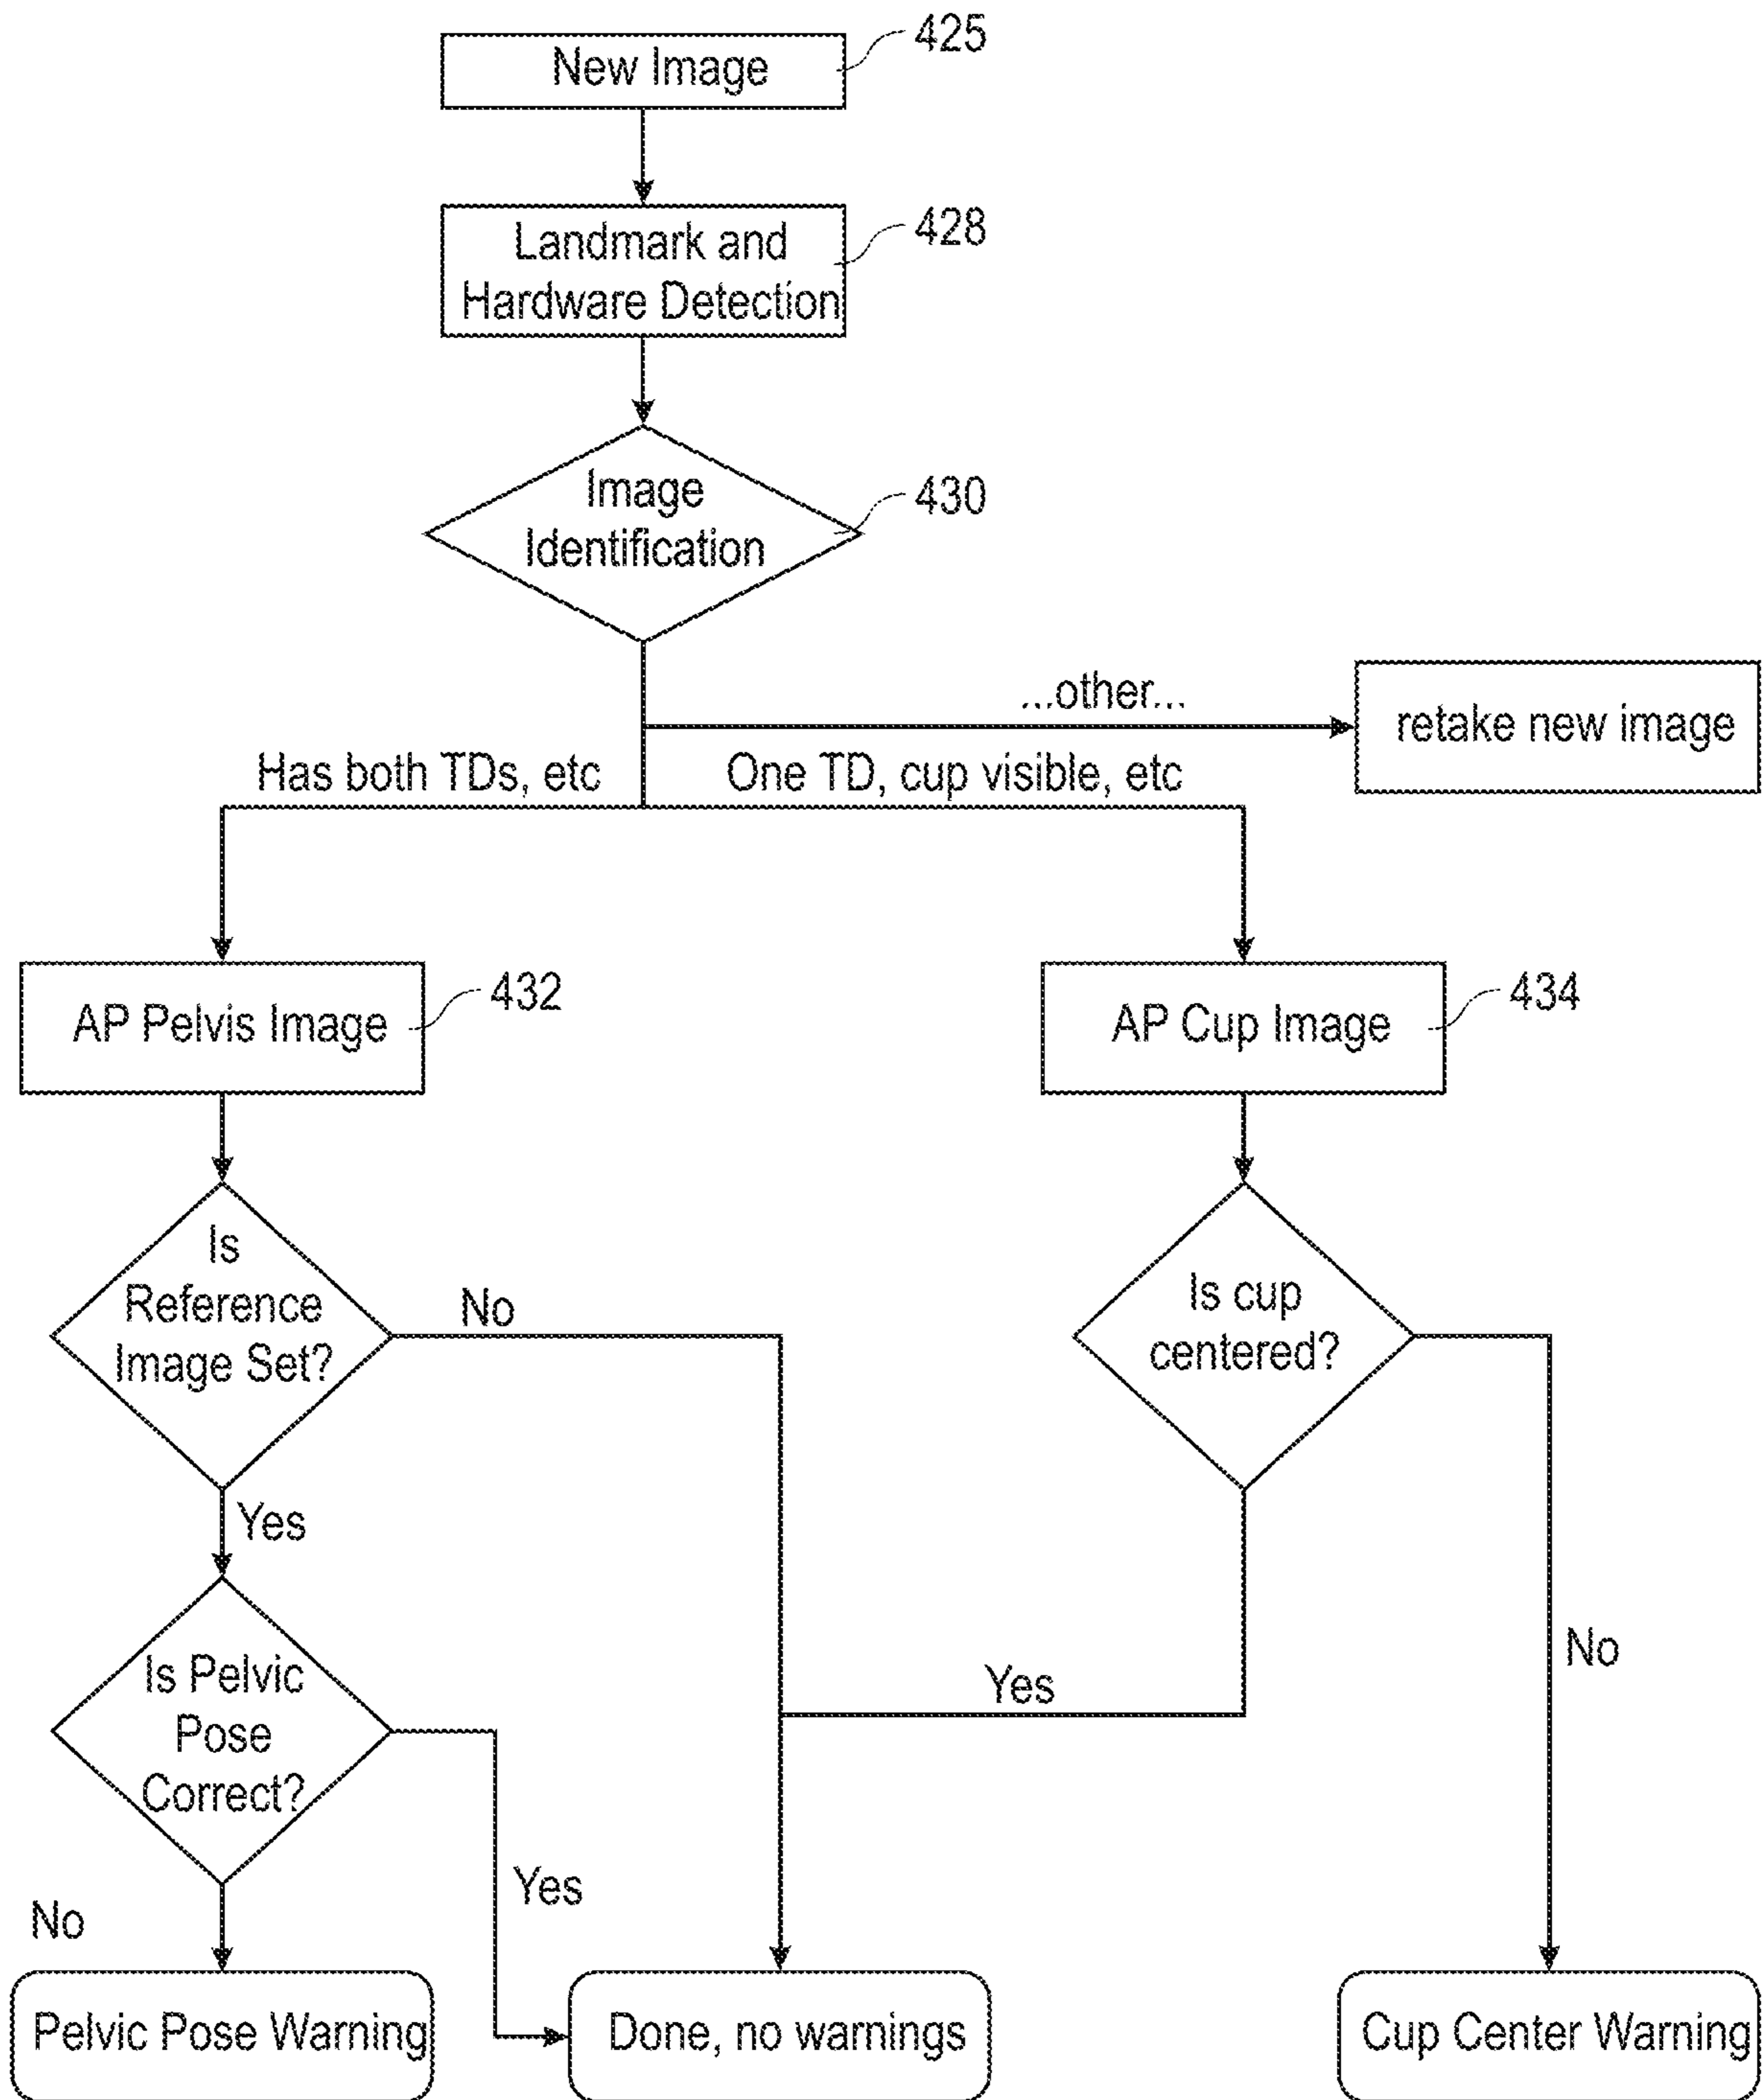 425
New Image
428
Landmark and
Hardware Detection
430
Image
Identification
...other...
retake new image
Has both TDs, etc
One TD, cup visible, etc
432
AP Pelvis Image
434
AP Cup Image
Is
Reference
Image Set?
No
Is cup
centered?
Yes
Is Pelvic
Pose
Correct?
Yes
No
Yes
No
Pelvic Pose Warning
Done, no warnings
Cup Center Warning